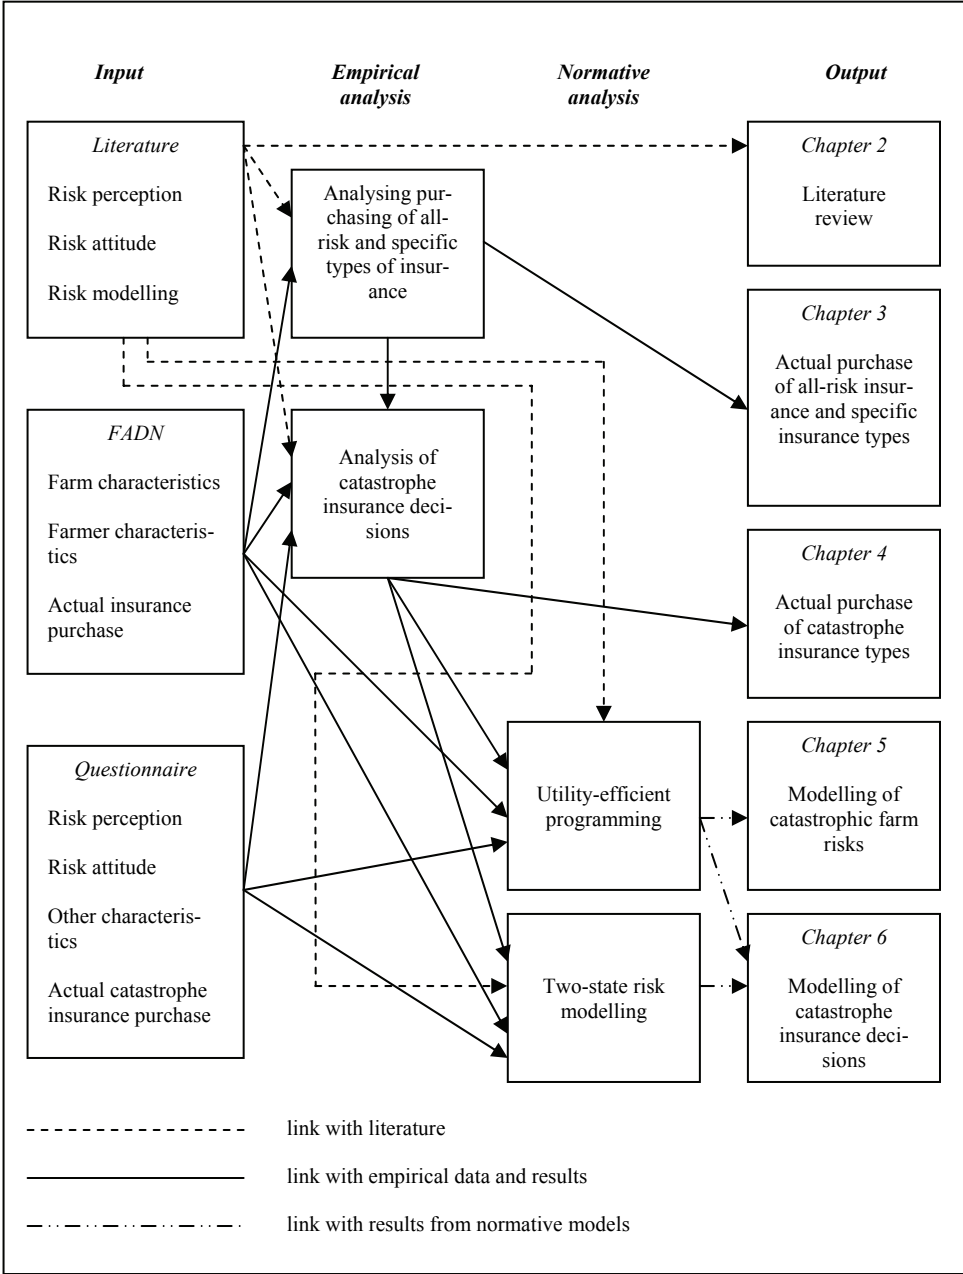 Input
Empirical
analysis
Normative
analysis
Output
Literature
Risk perception
Risk attitude
Risk modelling
FADN
Farm characteristics
Farmer characteris-
tics
Actual insurance
purchase
Questionnaire
Risk perception
Risk attitude
Other characteris-
tics
Actual catastrophe
insurance purchase
Analysing pur-
chasing of all-
risk and specific
types of insur-
ance
Analysis of
catastrophe
insurance deci-
sions
Utility-efficient
programming
Two-state risk
modelling
Chapter 2
Literature
review
Chapter 3
Actual purchase
of all-risk insur-
ance and specific
insurance types
Chapter 4
Actual purchase
of catastrophe
insurance types
Chapter 5
Modelling of
catastrophic farm
risks
Chapter 6
Modelling of
catastrophe
insurance deci-
sions
link with literature
link with empirical data and results
link with results from normative models